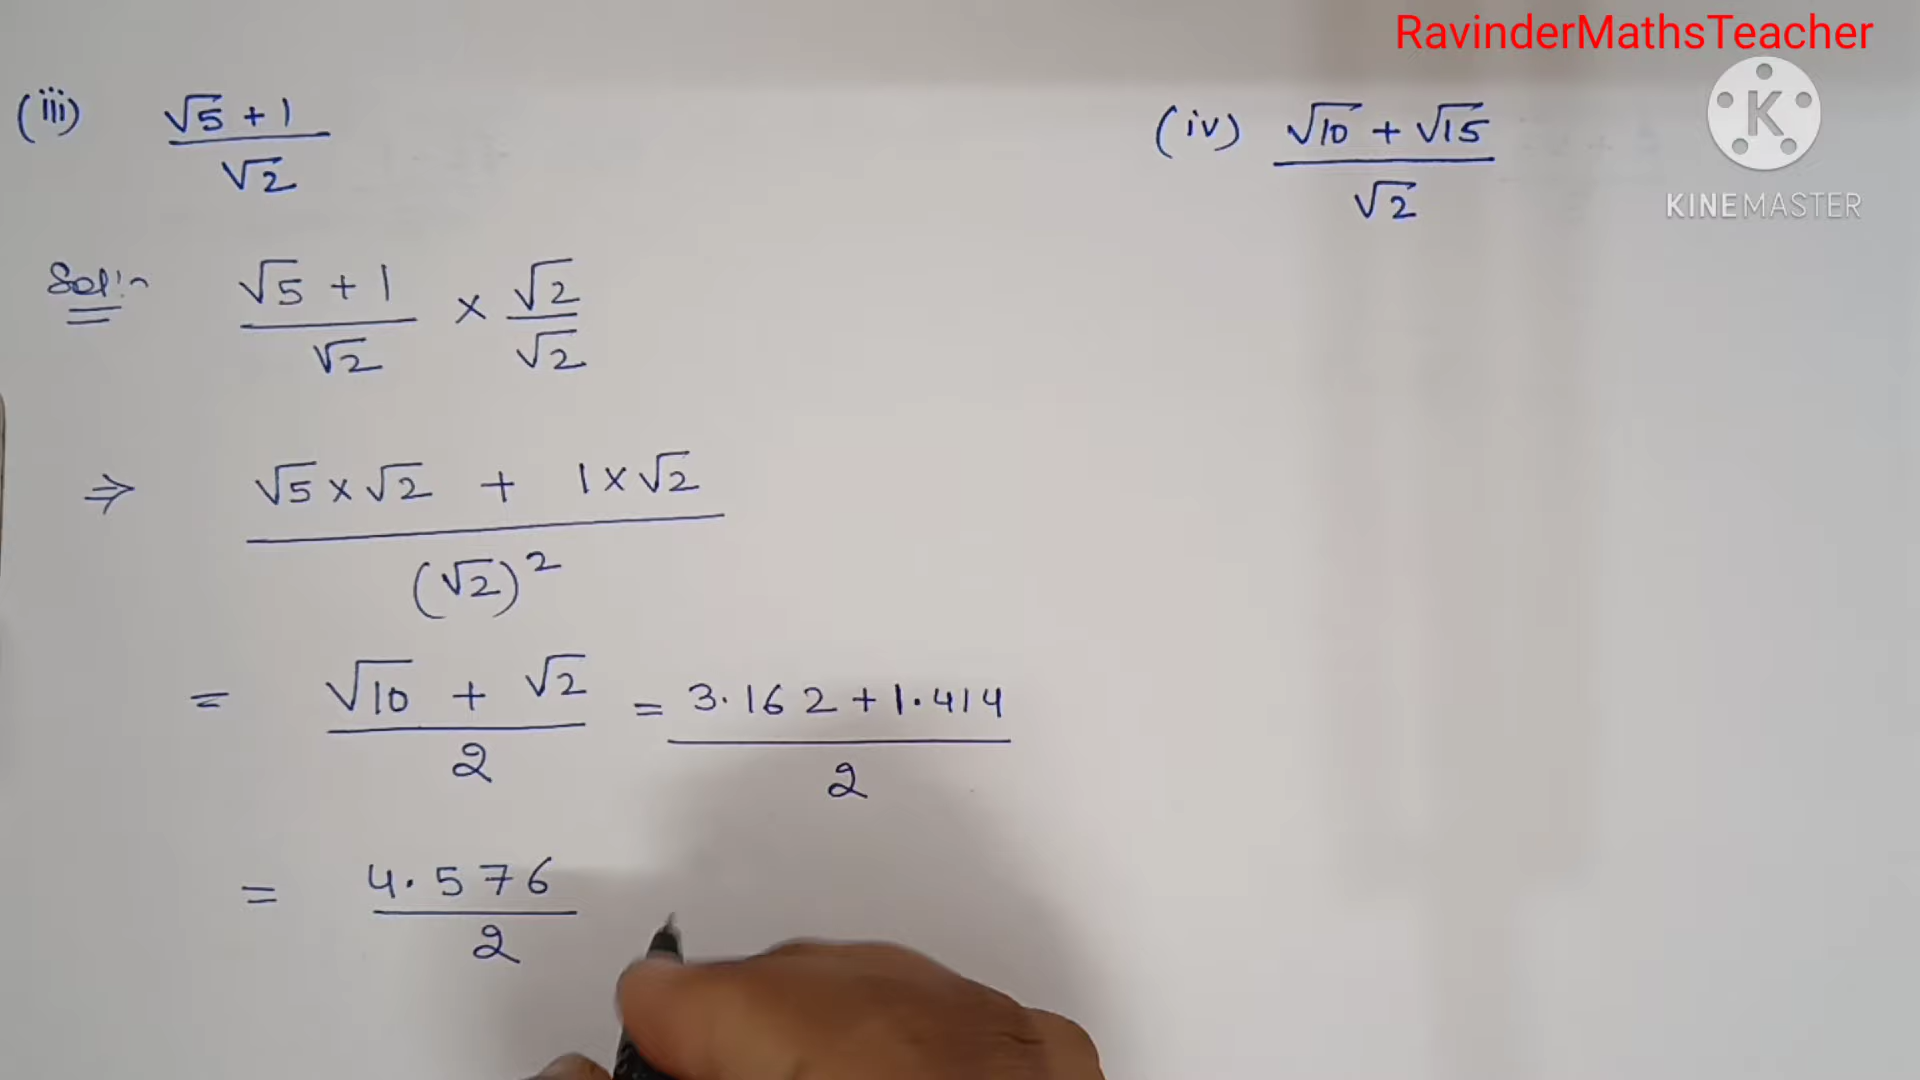 RavinderMathsTeacher
K
KINEMASTER
(iii) √5 + 1 / √2
Sol:n √5 + 1 / √2 × √2 / √2
⇒ √5 × √2 + 1 × √2 / (√2)²
= √10 + √2 / 2 = 3.162 + 1.414 / 2
= 4.576 / 2
(iv) √10 + √15 / √2